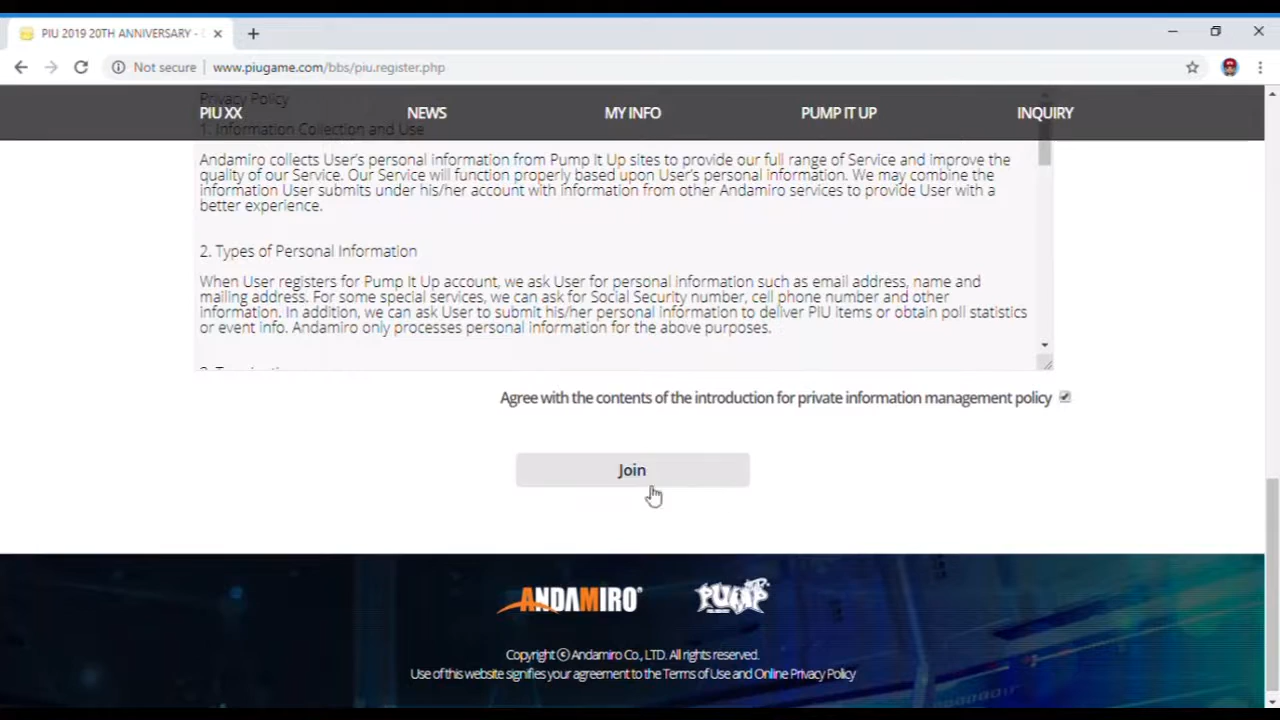 PIU 2019 20TH ANNIVERSARY -
Not secure
www.piugame.com/bbs/piu.register.php
Privacy Policy
PIU XX
NEWS
MY INFO
PUMP IT UP
INQUIRY
1. Information Collection and Use
Andamiro collects User's personal information from Pump It Up sites to provide our full range of Service and improve the
quality of our Service. Our Service will function properly based upon User's personal information. We may combine the
information User submits under his/her account with information from other Andamiro services to provide User with a
better experience.
2. Types of Personal Information
When User registers for Pump It Up account, we ask User for personal information such as email address, name and
mailing address. For some special services, we can ask for Social Security number, cell phone number and other
information. In addition, we can ask User to submit his/her personal information to deliver PIU items or obtain poll statistics
or event info. Andamiro only processes personal information for the above purposes.
Agree with the contents of the introduction for private information management policy
Join
ANDAMIRO
PUMP
Copyright ⓒ Andamiro Co., LTD. All rights reserved.
Use of this website signifies your agreement to the Terms of Use and Online Privacy Policy